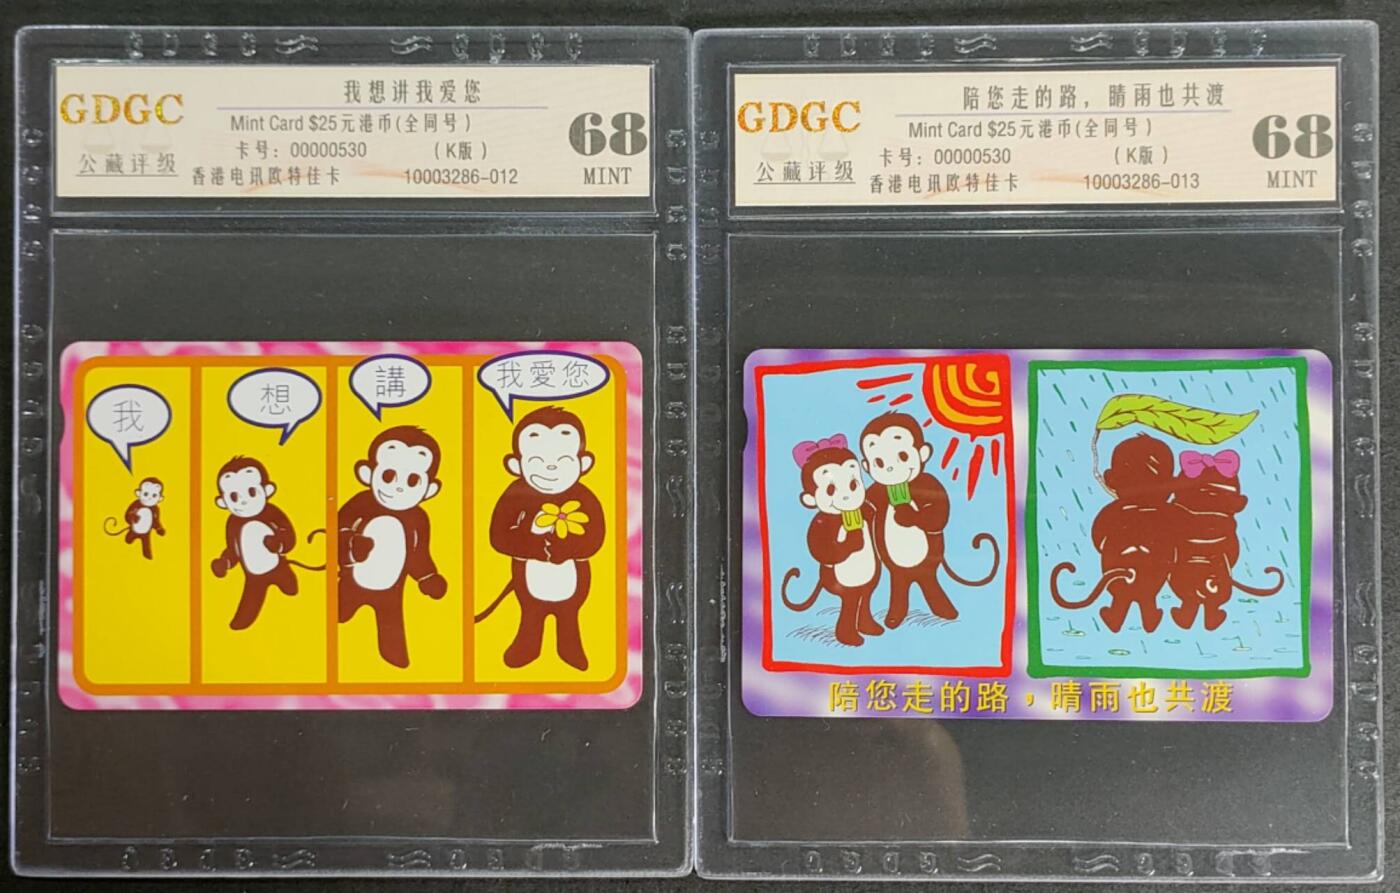 GDGC
公藏评级
我想讲我爱您
Mint Card $25元港币(全同号)
卡号：00000530 (K版)
香港电讯欧特佳卡 10003286-012
68
MINT
我
想
講
我愛您
GDGC
公藏评级
陪您走的路，晴雨也共渡
Mint Card $25元港币(全同号)
卡号：00000530 (K版)
香港电讯欧特佳卡 10003286-013
68
MINT
陪您走的路，晴雨也共渡